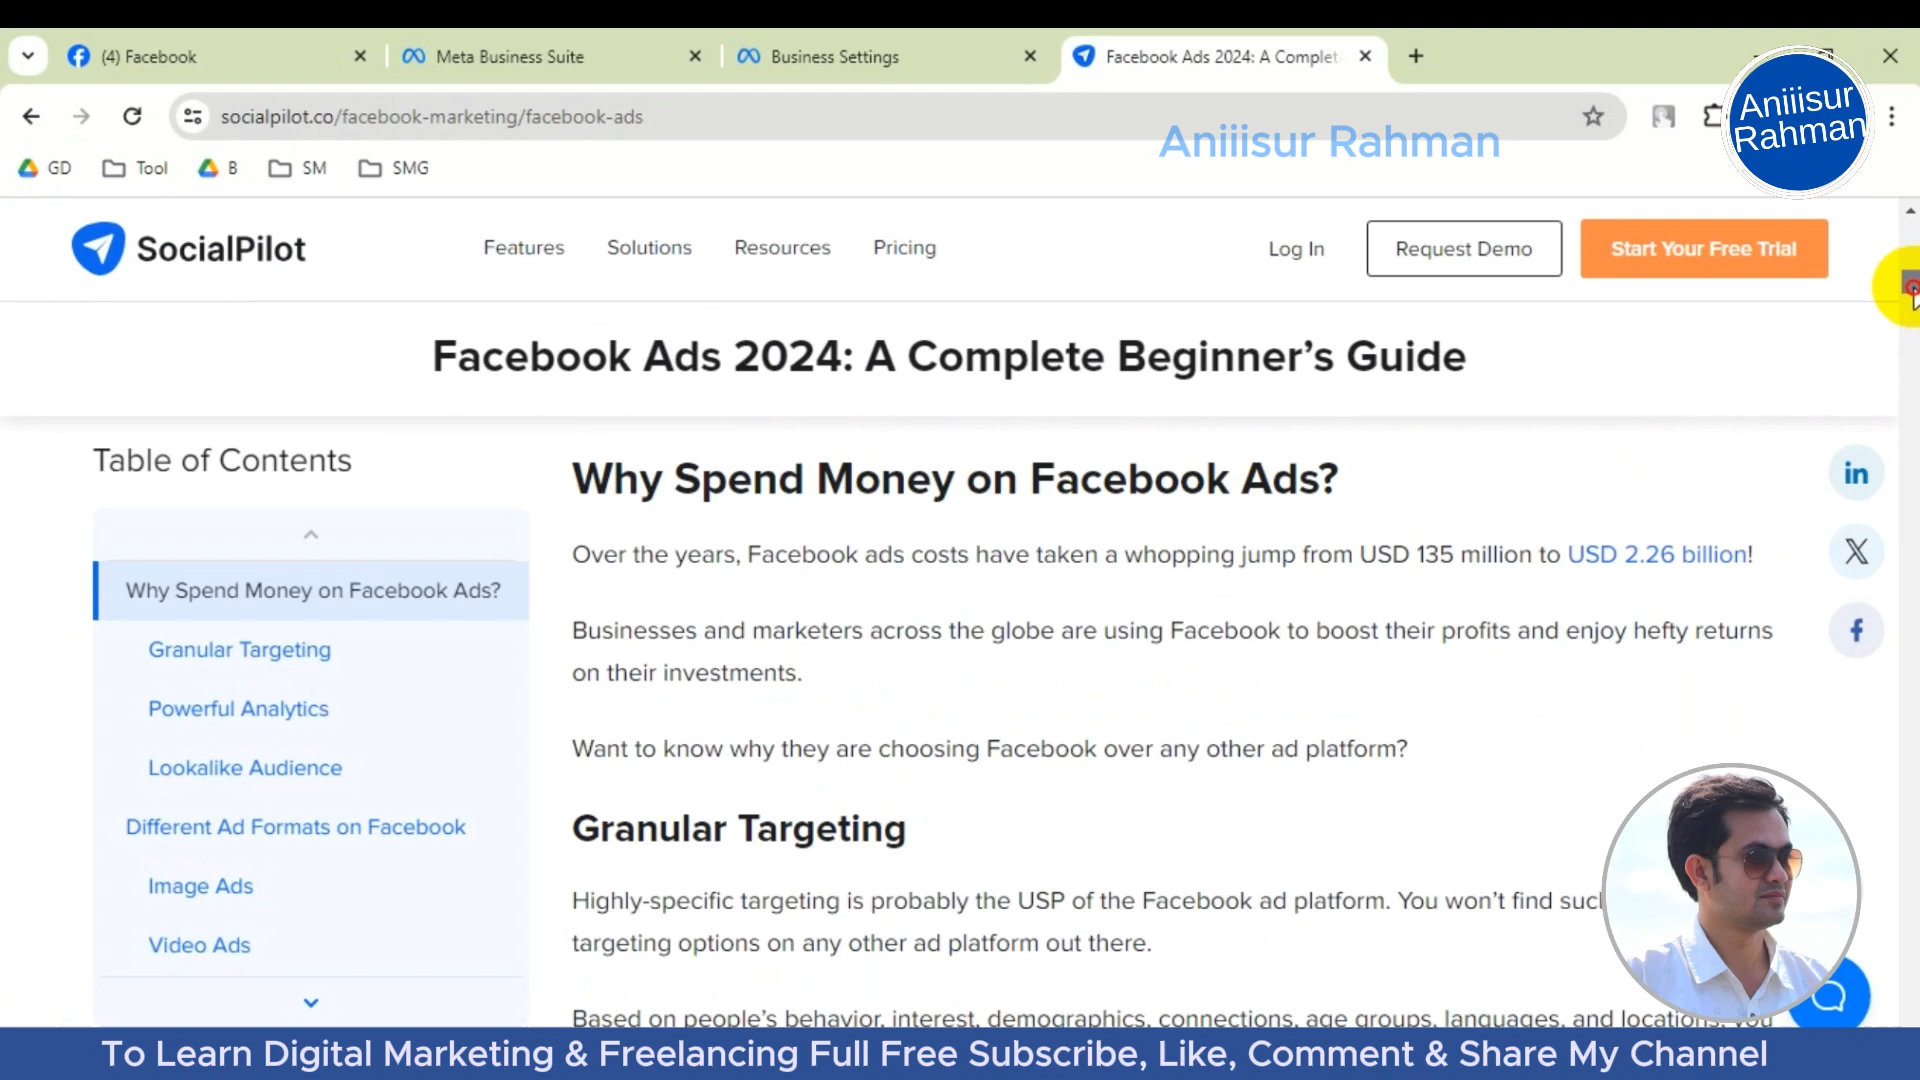 (4) Facebook
Meta Business Suite
Business Settings
Facebook Ads 2024: A Complet
socialpilot.co/facebook-marketing/facebook-ads
Aniiisur Rahman
Aniiisur
Rahman
GD
Tool
B
SM
SMG
SocialPilot
Features
Solutions
Resources
Pricing
Log In
Request Demo
Start Your Free Trial
Facebook Ads 2024: A Complete Beginner’s Guide
Table of Contents
Why Spend Money on Facebook Ads?
Granular Targeting
Powerful Analytics
Lookalike Audience
Different Ad Formats on Facebook
Image Ads
Video Ads
Why Spend Money on Facebook Ads?
Over the years, Facebook ads costs have taken a whopping jump from USD 135 million to USD 2.26 billion!
Businesses and marketers across the globe are using Facebook to boost their profits and enjoy hefty returns
on their investments.
Want to know why they are choosing Facebook over any other ad platform?
Granular Targeting
Highly-specific targeting is probably the USP of the Facebook ad platform. You won’t find such
targeting options on any other ad platform out there.
Based on people’s behavior, interest, demographics, connections, age groups, languages, and locations, you
in
X
f
To Learn Digital Marketing & Freelancing Full Free Subscribe, Like, Comment & Share My Channel